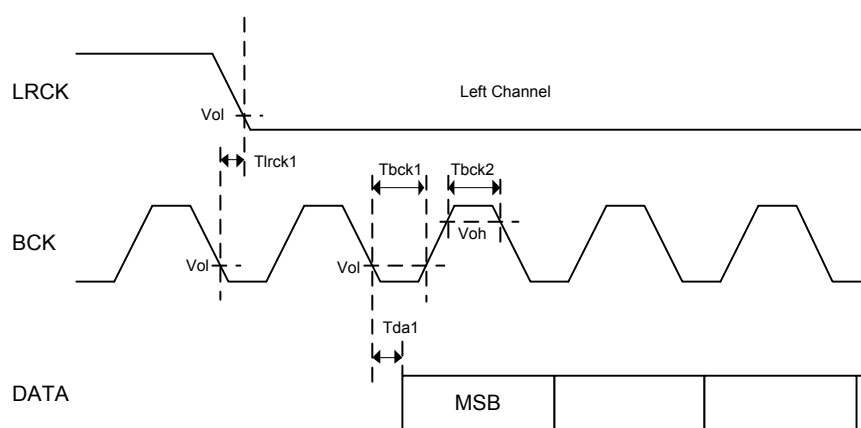 LRCK
Left Channel
Vol
Tlrck1
Tbck1
Tbck2
BCK
Voh
Vol
Vol
Tda1
DATA
MSB